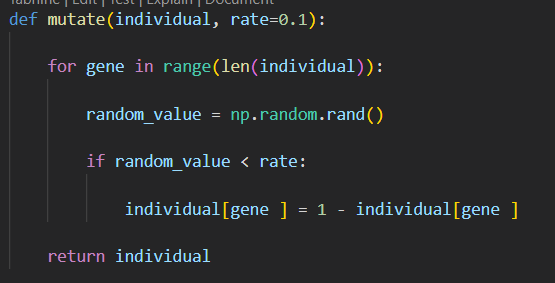 Tabnine | Edit | Test | Explain | Document
def mutate(individual, rate=0.1):
for gene in range(len(individual)):
random_value = np.random.rand()
if random_value < rate:
individual[gene ] = 1 - individual[gene ]
return individual